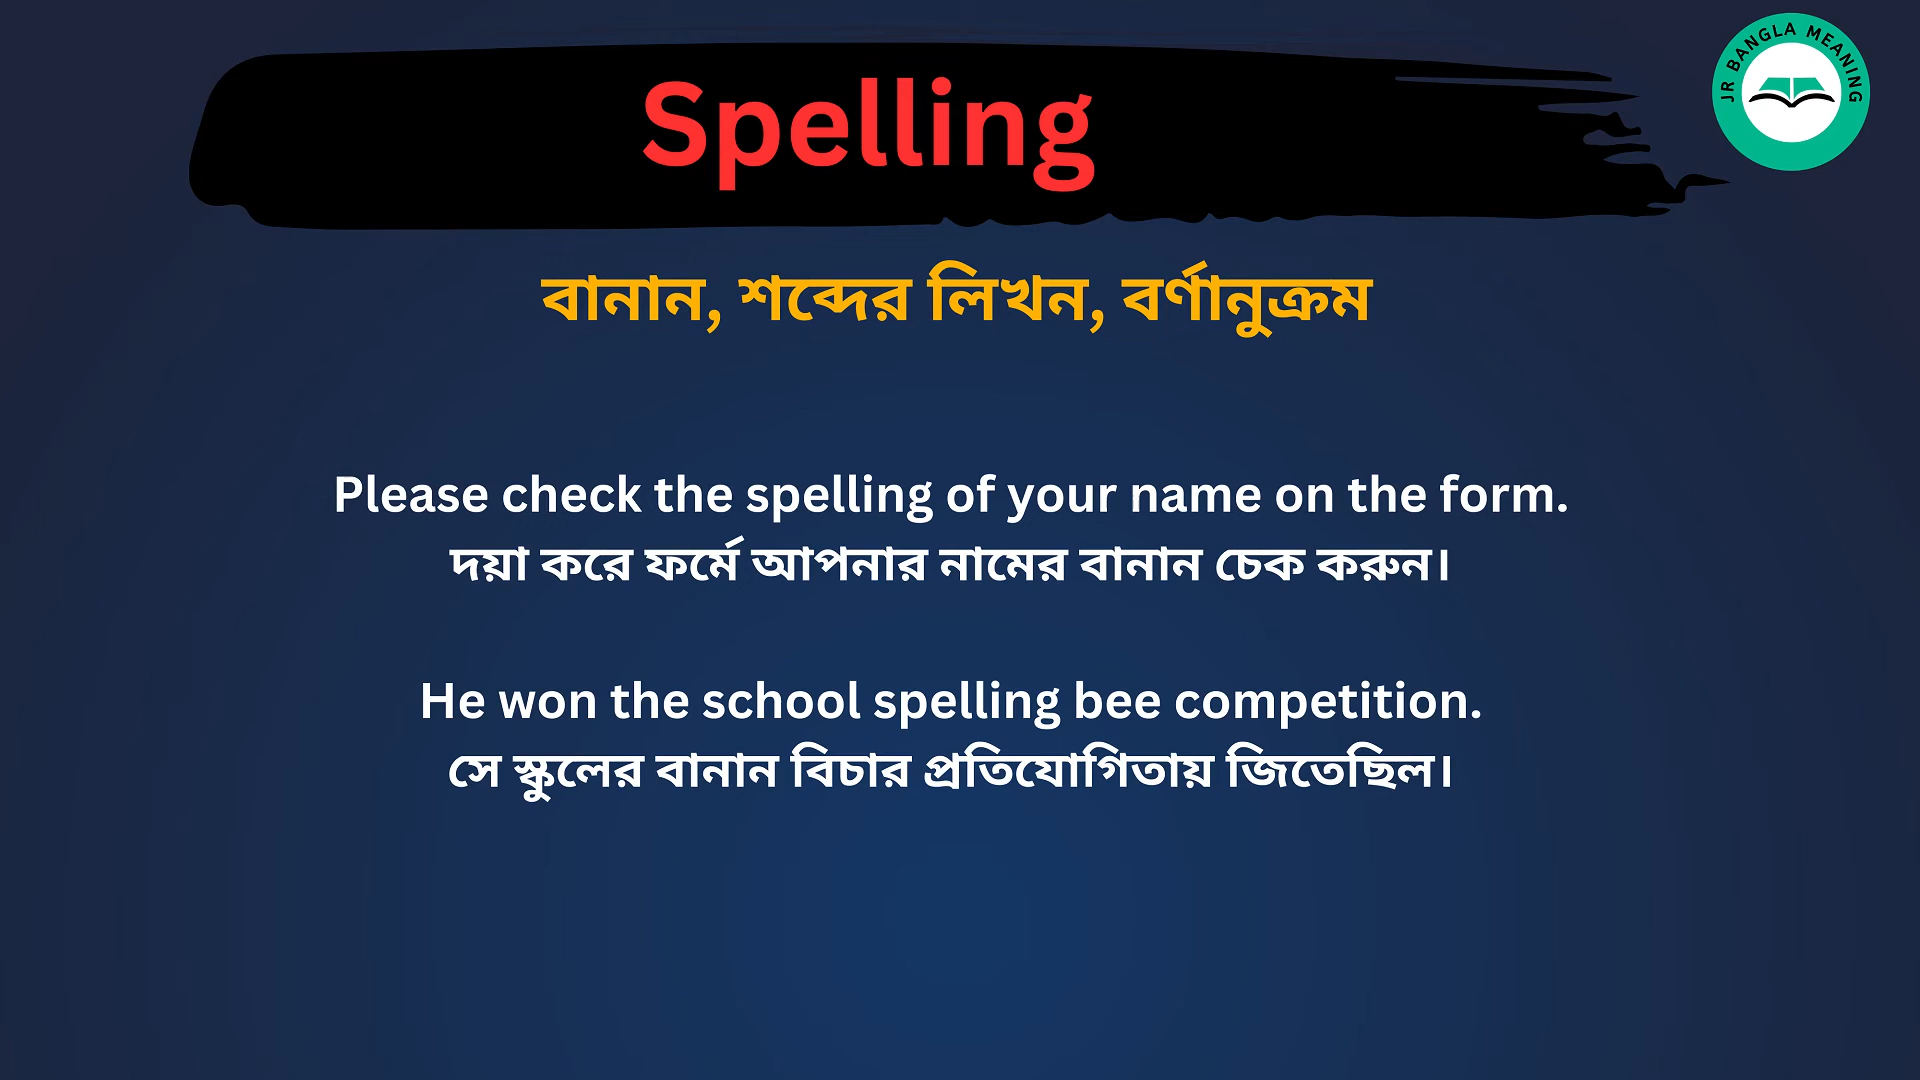 JR BANGLA MEANING
Spelling
বানান, শব্দের লিখন, বর্ণানুক্রম
Please check the spelling of your name on the form.
দয়া করে ফর্মে আপনার নামের বানান চেক করুন।
He won the school spelling bee competition.
সে স্কুলের বানান বিচার প্রতিযোগিতায় জিতেছিল।